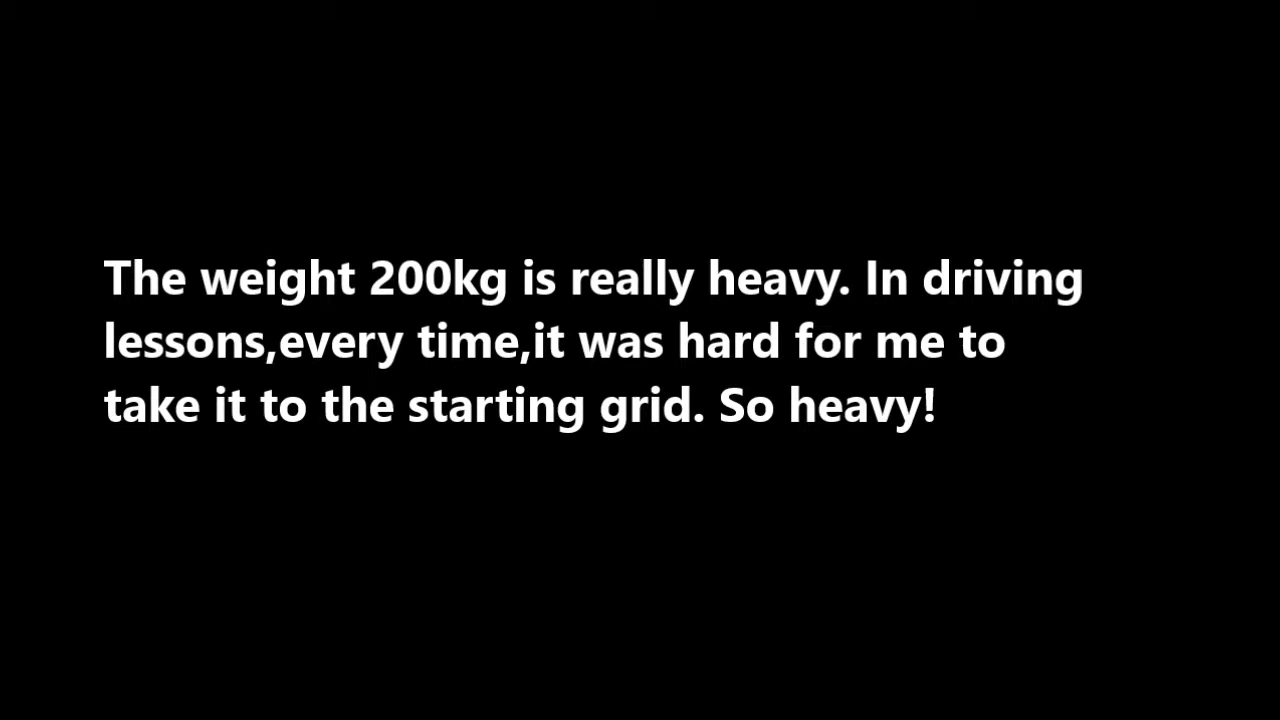 The weight 200kg is really heavy. In driving
lessons,every time,it was hard for me to
take it to the starting grid. So heavy!